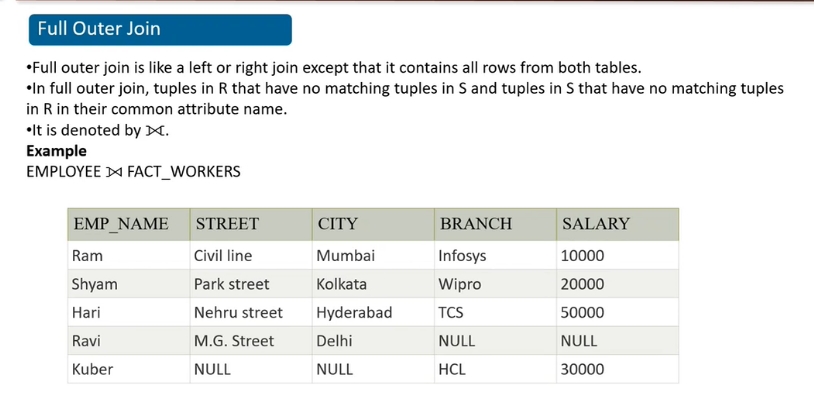 Full Outer Join
•Full outer join is like a left or right join except that it contains all rows from both tables.
•In full outer join, tuples in R that have no matching tuples in S and tuples in S that have no matching tuples
in R in their common attribute name.
•It is denoted by ⟗.
Example
EMPLOYEE ⟕ FACT_WORKERS
EMP_NAME STREET CITY BRANCH SALARY
Ram Civil line Mumbai Infosys 10000
Shyam Park street Kolkata Wipro 20000
Hari Nehru street Hyderabad TCS 50000
Ravi M.G. Street Delhi NULL NULL
Kuber NULL NULL HCL 30000